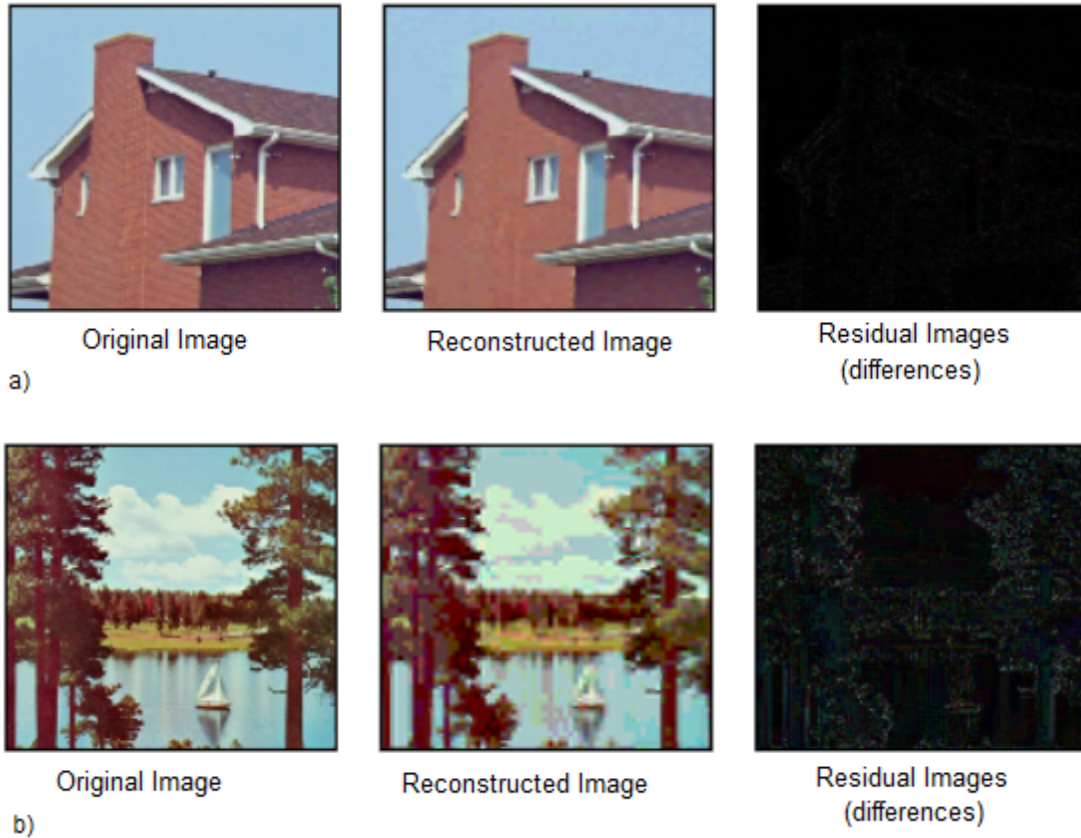 Original Image
Reconstructed Image
Residual Images
(differences)
a)
Original Image
Reconstructed Image
Residual Images
(differences)
b)